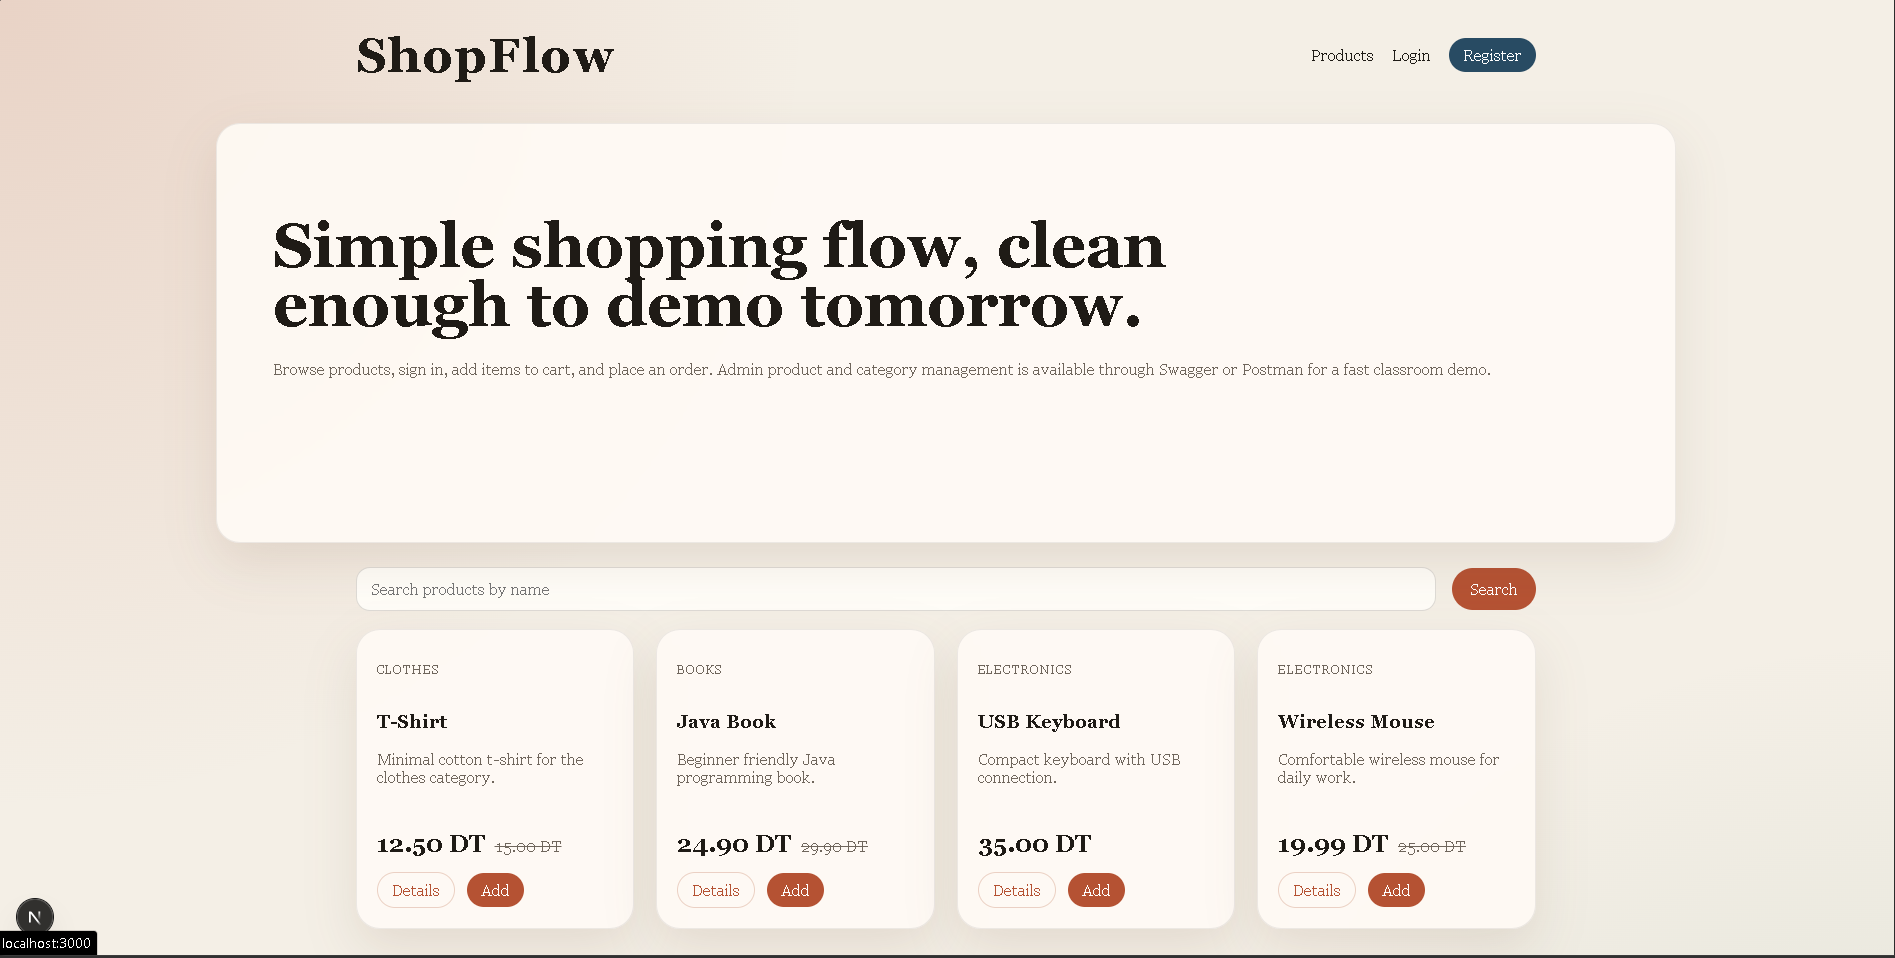 ShopFlow
Products Login Register
Simple shopping flow, clean
enough to demo tomorrow.
Browse products, sign in, add items to cart, and place an order. Admin product and category management is available through Swagger or Postman for a fast classroom demo.
Search products by name
Search
CLOTHES
T-Shirt
Minimal cotton t-shirt for the
clothes category.
12.50 DT 15.00 DT
Details Add
BOOKS
Java Book
Beginner friendly Java
programming book.
24.90 DT 29.90 DT
Details Add
ELECTRONICS
USB Keyboard
Compact keyboard with USB
connection.
35.00 DT
Details Add
ELECTRONICS
Wireless Mouse
Comfortable wireless mouse for
daily work.
19.99 DT 25.00 DT
Details Add
N
localhost:3000